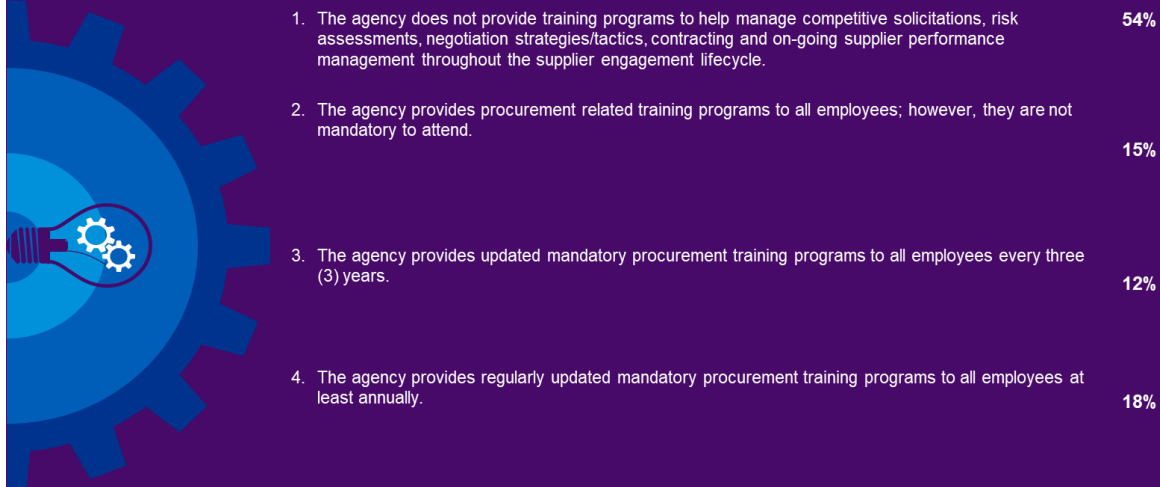 1. The agency does not provide training programs to help manage competitive solicitations, risk 54%
assessments, negotiation strategies/tactics, contracting and on-going supplier performance
management throughout the supplier engagement lifecycle.
2. The agency provides procurement related training programs to all employees; however, they are not
mandatory to attend.
15%
3. The agency provides updated mandatory procurement training programs to all employees every three
(3) years.
12%
4. The agency provides regularly updated mandatory procurement training programs to all employees at
least annually.
18%